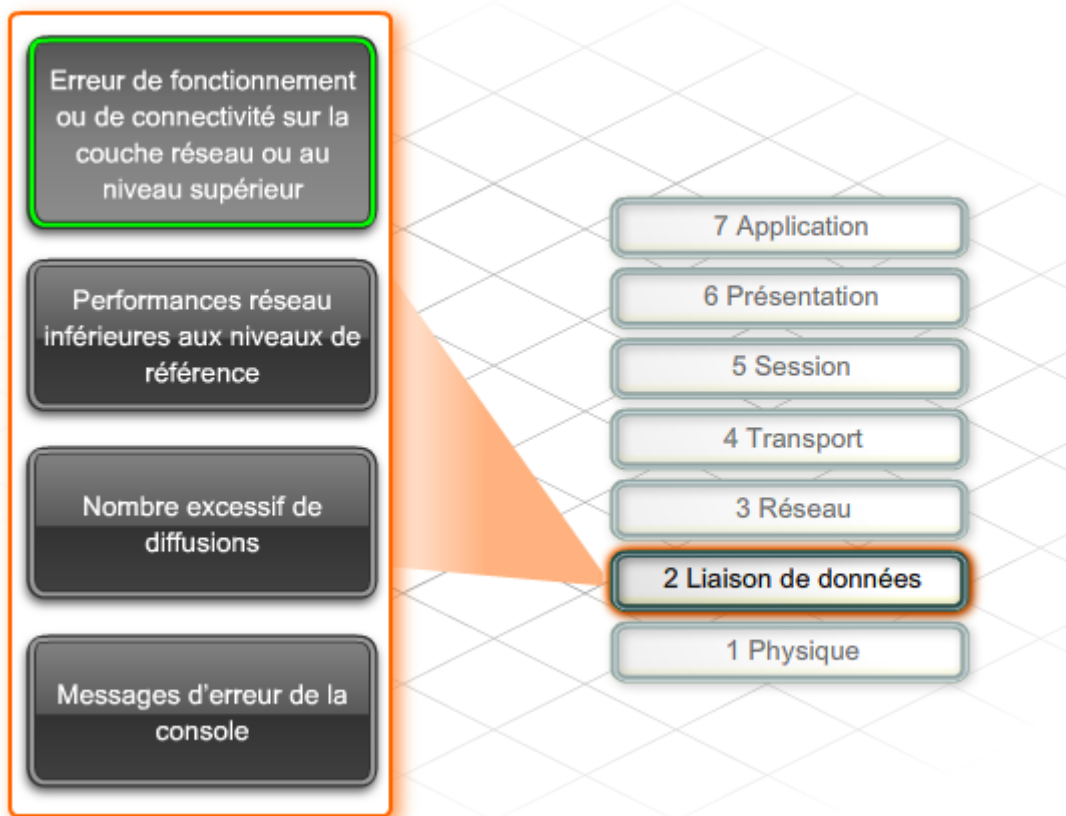 Erreur de fonctionnement
ou de connectivité sur la
couche réseau ou au
niveau supérieur
Performances réseau
inférieures aux niveaux de
référence
Nombre excessif de
diffusions
Messages d'erreur de la
console
7 Application
6 Présentation
5 Session
4 Transport
3 Réseau
2 Liaison de données
1 Physique